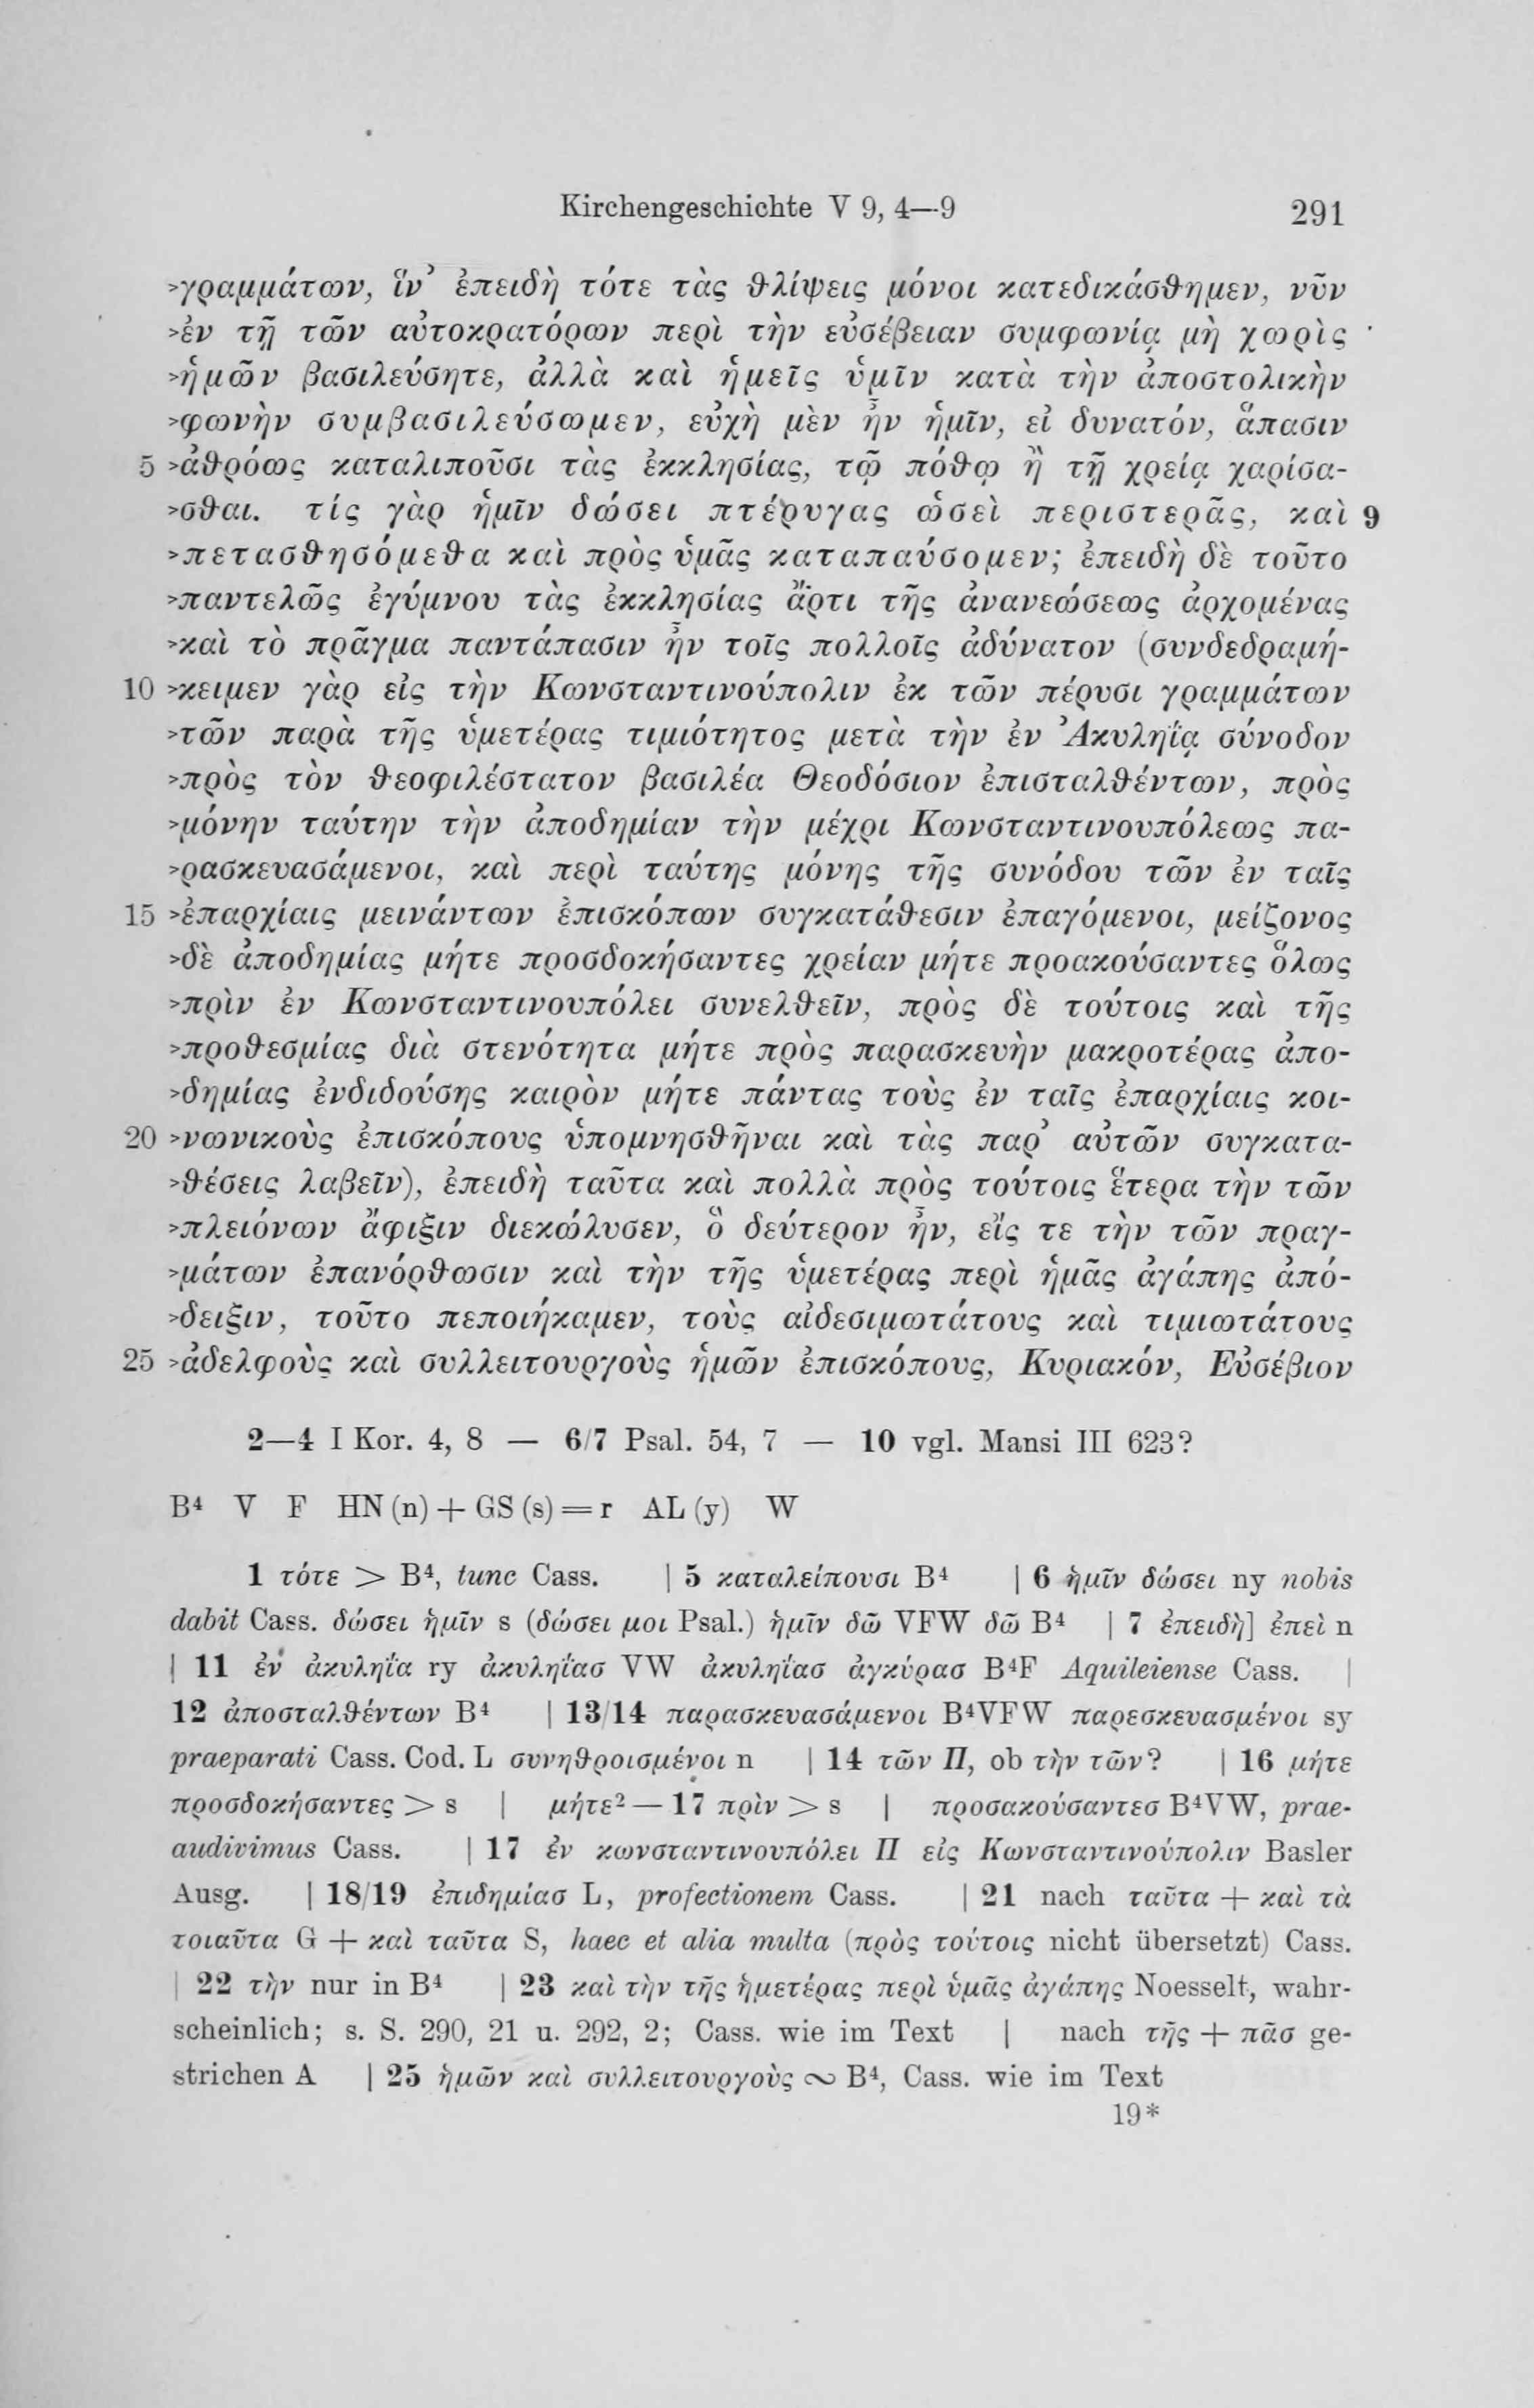 Kirchengeschichte V 9, 4—9 291
>γραμμάτων, ἵν᾽ ἐπειδὴ τότε τὰς θλίψεις μόνοι κατεδικάσθημεν, νῦν
>ἐν τῇ τῶν αὐτοκρατόρων περὶ τὴν εὐσέβειαν συμφωνίᾳ μὴ χωρὶς
>ἡμῶν βασιλεύσητε, ἀλλὰ καὶ ἡμεῖς ὑμῖν κατὰ τὴν ἀποστολικὴν
>φωνὴν συμβασιλεύσωμεν, εὐχὴ μὲν ἦν ἡμῖν, εἰ δυνατόν, ἅπασιν
5 >ἀθρόως καταλιποῦσι τὰς ἐκκλησίας, τῷ πόθῳ ἢ τῇ χρείᾳ χαρίσα-
>σθαι. τίς γὰρ ἡμῖν δώσει πτέρυγας ὡσεὶ περιστερᾶς, καὶ 9
>πετασθησόμεθα καὶ πρὸς ὑμᾶς καταπαύσομεν; ἐπειδὴ δὲ τοῦτο
>παντελῶς ἐγύμνου τὰς ἐκκλησίας ἄρτι τῆς ἀνανεώσεως ἀρχομένας
>καὶ τὸ πρᾶγμα παντάπασιν ἦν τοῖς πολλοῖς ἀδύνατον (συνδεδραμή-
10 >κειμεν γὰρ εἰς τὴν Κωνσταντινούπολιν ἐκ τῶν πέρυσι γραμμάτων
>τῶν παρὰ τῆς ὑμετέρας τιμιότητος μετὰ τὴν ἐν Ἀκυληΐᾳ σύνοδον
>πρὸς τὸν θεοφιλέστατον βασιλέα Θεοδόσιον ἐπισταλθέντων, πρὸς
>μόνην ταύτην τὴν ἀποδημίαν τὴν μέχρι Κωνσταντινουπόλεως πα-
>ρασκευασάμενοι, καὶ περὶ ταύτης μόνης τῆς συνόδου τῶν ἐν ταῖς
15 >ἐπαρχίαις μεινάντων ἐπισκόπων συγκατάθεσιν ἐπαγόμενοι, μείζονος
>δὲ ἀποδημίας μήτε προσδοκήσαντες χρείαν μήτε προακούσαντες ὅλως
>πρὶν ἐν Κωνσταντινουπόλει συνελθεῖν, πρὸς δὲ τούτοις καὶ τῆς
>προθεσμίας διὰ στενότητα μήτε πρὸς παρασκευὴν μακροτέρας ἀπο-
>δημίας ἐνδιδούσης καιρὸν μήτε πάντας τοὺς ἐν ταῖς ἐπαρχίαις κοι-
20 >νωνικοὺς ἐπισκόπους ὑπομνησθῆναι καὶ τὰς παρ᾽ αὐτῶν συγκατα-
>θέσεις λαβεῖν), ἐπειδὴ ταῦτα καὶ πολλὰ πρὸς τούτοις ἕτερα τὴν τῶν
>πλειόνων ἄφιξιν διεκώλυσεν, ὃ δεύτερον ἦν, εἴς τε τὴν τῶν πραγ-
>μάτων ἐπανόρθωσιν καὶ τὴν τῆς ὑμετέρας περὶ ἡμᾶς ἀγάπης ἀπό-
>δειξιν, τοῦτο πεποιήκαμεν, τοὺς αἰδεσιμωτάτους καὶ τιμιωτάτους
25 >ἀδελφοὺς καὶ συλλειτουργοὺς ἡμῶν ἐπισκόπους, Κυριακόν, Εὐσέβιον
2—4 I Kor. 4, 8 — 6/7 Psal. 54, 7 — 10 vgl. Mansi III 623?
B⁴ V F HN (n) + GS (s) = r AL (y) W
1 τότε > B⁴, tunc Cass. | 5 καταλείπουσι B⁴ | 6 ἡμῖν δώσει ny nobis
dabit Cass. δώσει ἡμῖν s (δώσει μοι Psal.) ἡμῖν δῶ VFW δῶ B⁴ | 7 ἐπειδὴ] ἐπεὶ n
| 11 ἐν ἀκυληΐα ry ἀκυληΐασ VW ἀκυληΐασ ἀγκύρασ B⁴F Aquileiense Cass. |
12 ἀποσταλθέντων B⁴ | 13/14 παρασκευασάμενοι B⁴VFW παρεσκευασμένοι sy
praeparati Cass. Cod. L συνηθροισμένοι n | 14 τῶν Π, ob τὴν τῶν? | 16 μήτε
προσδοκήσαντες > s | μήτε² — 17 πρὶν > s | προσακούσαντεσ B⁴VW, prae-
audivimus Cass. | 17 ἐν κωνσταντινουπόλει Π εἰς Κωνσταντινούπολιν Basler
Ausg. | 18/19 ἐπιδημίασ L, profectionem Cass. | 21 nach ταῦτα + καὶ τὰ
τοιαῦτα G + καὶ ταῦτα S, haec et alia multa (πρὸς τούτοις nicht übersetzt) Cass.
| 22 τὴν nur in B⁴ | 23 καὶ τὴν τῆς ἡμετέρας περὶ ὑμᾶς ἀγάπης Noesselt, wahr-
scheinlich; s. S. 290, 21 u. 292, 2; Cass. wie im Text | nach τῆς + πᾶσ ge-
strichen A | 25 ἡμῶν καὶ συλλειτουργοὺς ∾ B⁴, Cass. wie im Text
19*